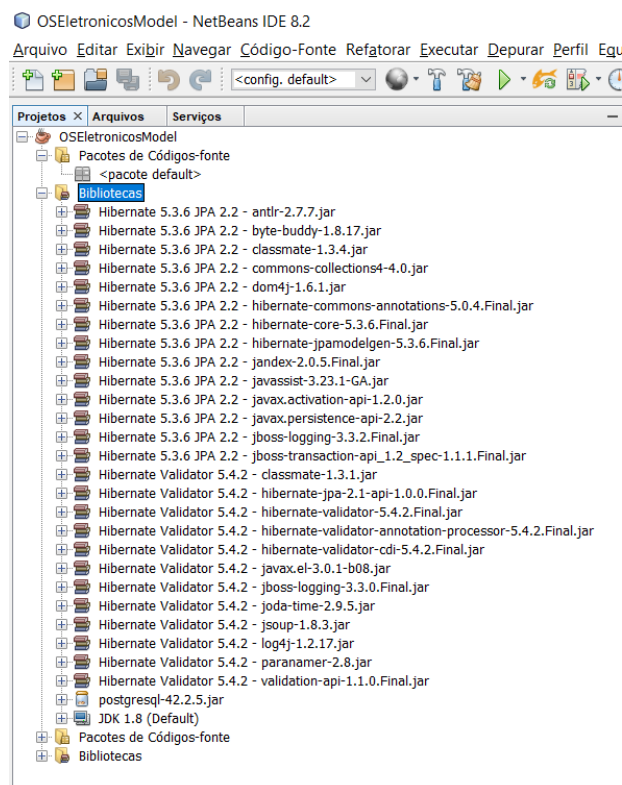 OSEletronicosModel - NetBeans IDE 8.2
Arquivo Editar Exibir Navegar Código-Fonte Refatorar Executar Depurar Perfil Equ
<config. default>
Projetos × Arquivos Serviços
OSEletronicosModel
Pacotes de Códigos-fonte
<pacote default>
Bibliotecas
Hibernate 5.3.6 JPA 2.2 - antlr-2.7.7.jar
Hibernate 5.3.6 JPA 2.2 - byte-buddy-1.8.17.jar
Hibernate 5.3.6 JPA 2.2 - classmate-1.3.4.jar
Hibernate 5.3.6 JPA 2.2 - commons-collections4-4.0.jar
Hibernate 5.3.6 JPA 2.2 - dom4j-1.6.1.jar
Hibernate 5.3.6 JPA 2.2 - hibernate-commons-annotations-5.0.4.Final.jar
Hibernate 5.3.6 JPA 2.2 - hibernate-core-5.3.6.Final.jar
Hibernate 5.3.6 JPA 2.2 - hibernate-jpamodelgen-5.3.6.Final.jar
Hibernate 5.3.6 JPA 2.2 - jandex-2.0.5.Final.jar
Hibernate 5.3.6 JPA 2.2 - javassist-3.23.1-GA.jar
Hibernate 5.3.6 JPA 2.2 - javax.activation-api-1.2.0.jar
Hibernate 5.3.6 JPA 2.2 - javax.persistence-api-2.2.jar
Hibernate 5.3.6 JPA 2.2 - jboss-logging-3.3.2.Final.jar
Hibernate 5.3.6 JPA 2.2 - jboss-transaction-api_1.2_spec-1.1.1.Final.jar
Hibernate Validator 5.4.2 - classmate-1.3.1.jar
Hibernate Validator 5.4.2 - hibernate-jpa-2.1-api-1.0.0.Final.jar
Hibernate Validator 5.4.2 - hibernate-validator-5.4.2.Final.jar
Hibernate Validator 5.4.2 - hibernate-validator-annotation-processor-5.4.2.Final.jar
Hibernate Validator 5.4.2 - hibernate-validator-cdi-5.4.2.Final.jar
Hibernate Validator 5.4.2 - javax.el-3.0.1-b08.jar
Hibernate Validator 5.4.2 - jboss-logging-3.3.0.Final.jar
Hibernate Validator 5.4.2 - joda-time-2.9.5.jar
Hibernate Validator 5.4.2 - jsoup-1.8.3.jar
Hibernate Validator 5.4.2 - log4j-1.2.17.jar
Hibernate Validator 5.4.2 - paranamer-2.8.jar
Hibernate Validator 5.4.2 - validation-api-1.1.0.Final.jar
postgresql-42.2.5.jar
JDK 1.8 (Default)
Pacotes de Códigos-fonte
Bibliotecas